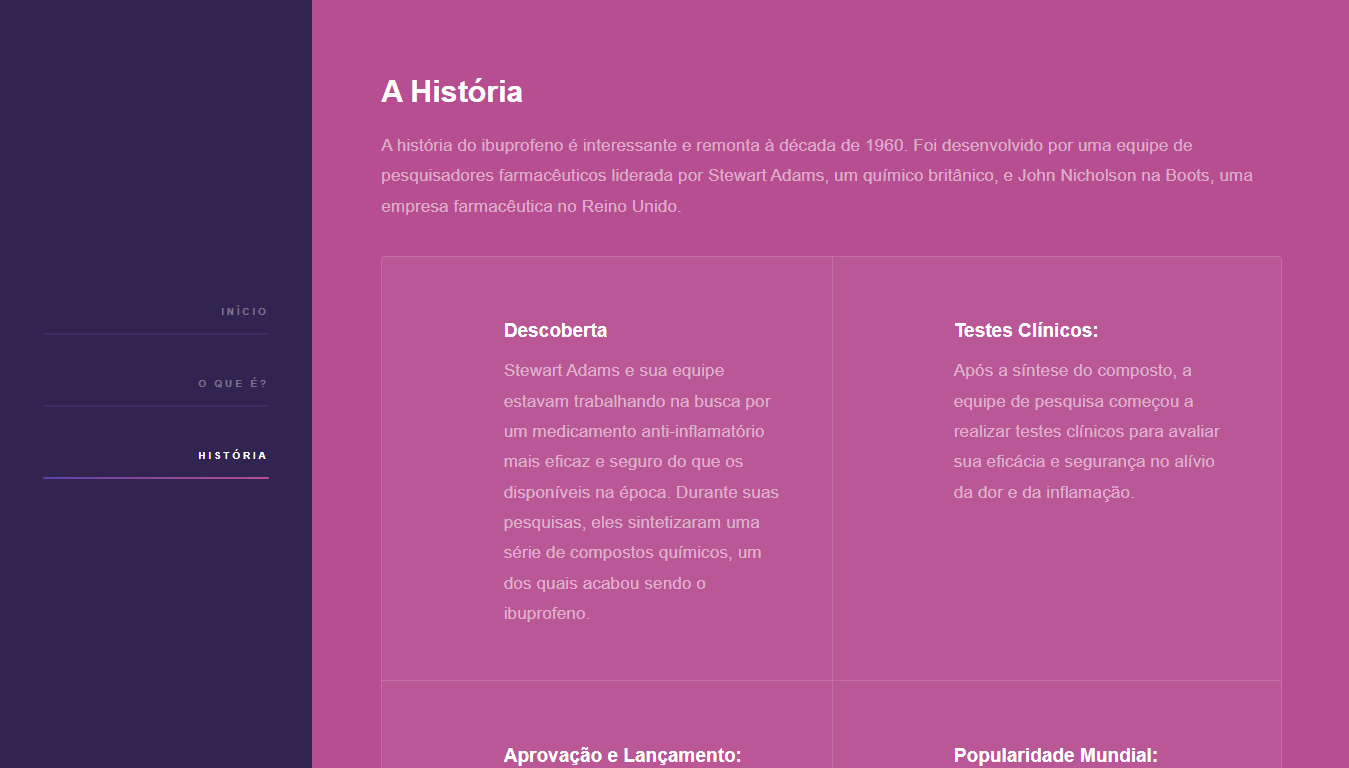 INÍCIO
O QUE É?
HISTÓRIA
A História
A história do ibuprofeno é interessante e remonta à década de 1960. Foi desenvolvido por uma equipe de
pesquisadores farmacêuticos liderada por Stewart Adams, um químico britânico, e John Nicholson na Boots, uma
empresa farmacêutica no Reino Unido.
Descoberta
Stewart Adams e sua equipe
estavam trabalhando na busca por
um medicamento anti-inflamatório
mais eficaz e seguro do que os
disponíveis na época. Durante suas
pesquisas, eles sintetizaram uma
série de compostos químicos, um
dos quais acabou sendo o
ibuprofeno.
Testes Clínicos:
Após a síntese do composto, a
equipe de pesquisa começou a
realizar testes clínicos para avaliar
sua eficácia e segurança no alívio
da dor e da inflamação.
Aprovação e Lançamento:
Popularidade Mundial: